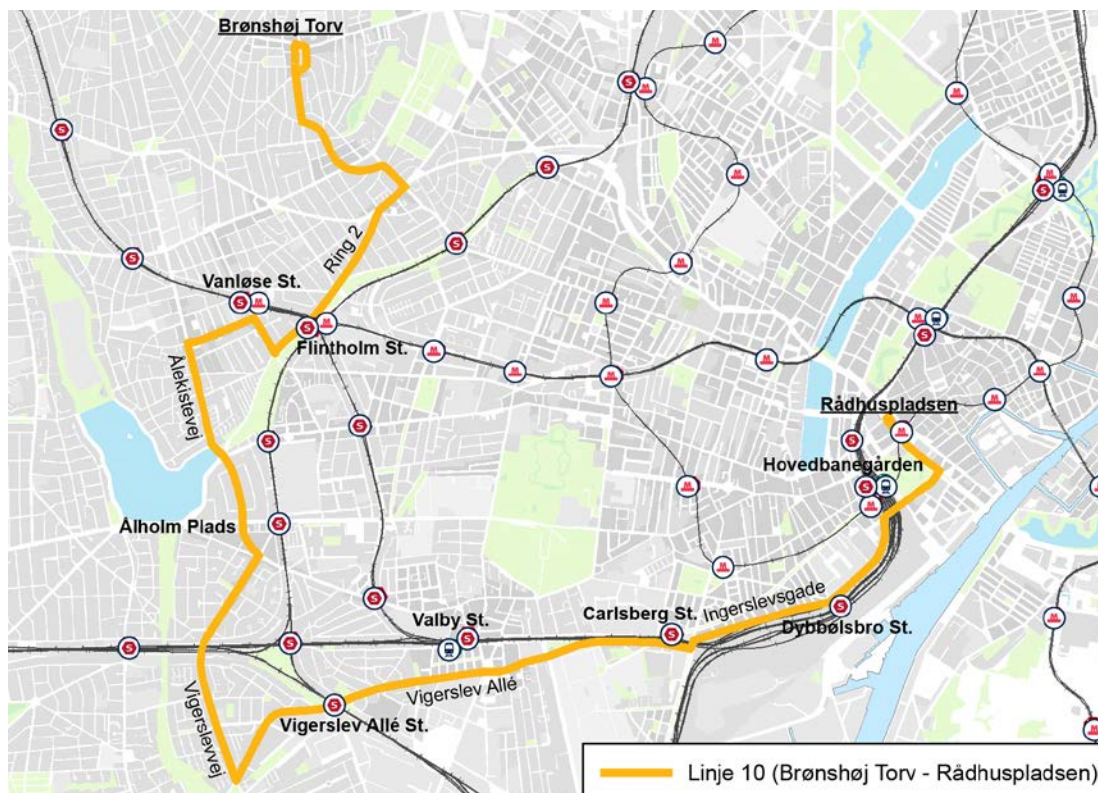 Brønshøj Torv
Ring 2
Vanløse St.
Flintholm St.
Ålekistevej
Rådhuspladsen
Hovedbanegården
Ålholm Plads
Valby St.
Carlsberg St.
Ingerslevsgade
Dybbølsbro St.
Vigerslevvej
Vigerslev Allé
Vigerslev Allé St.
Linje 10 (Brønshøj Torv - Rådhuspladsen)